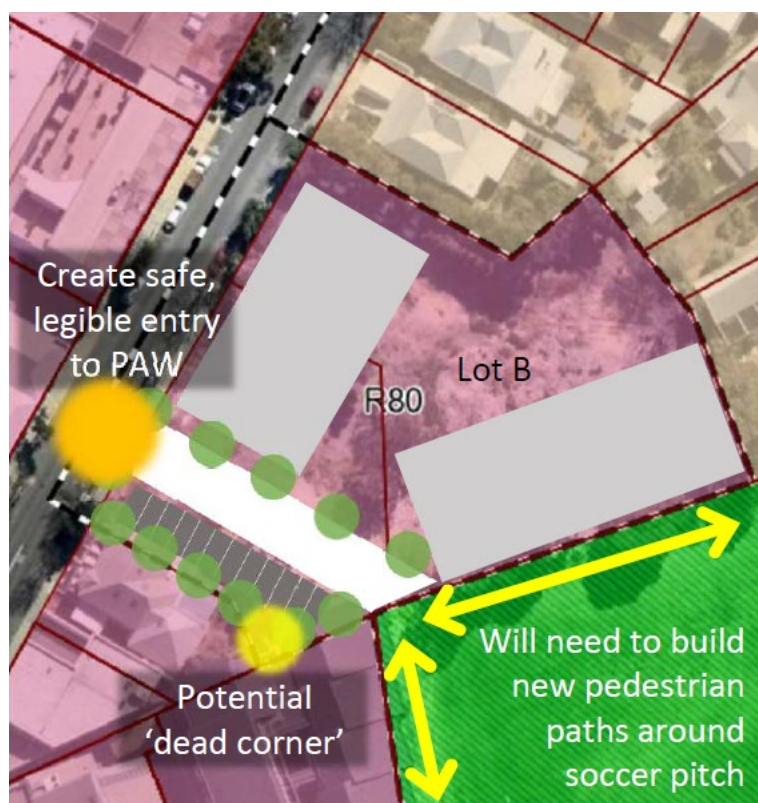 Create safe,
legible entry
to PAW
Lot B
R80
Potential
‘dead corner’
Will need to build
new pedestrian
paths around
soccer pitch